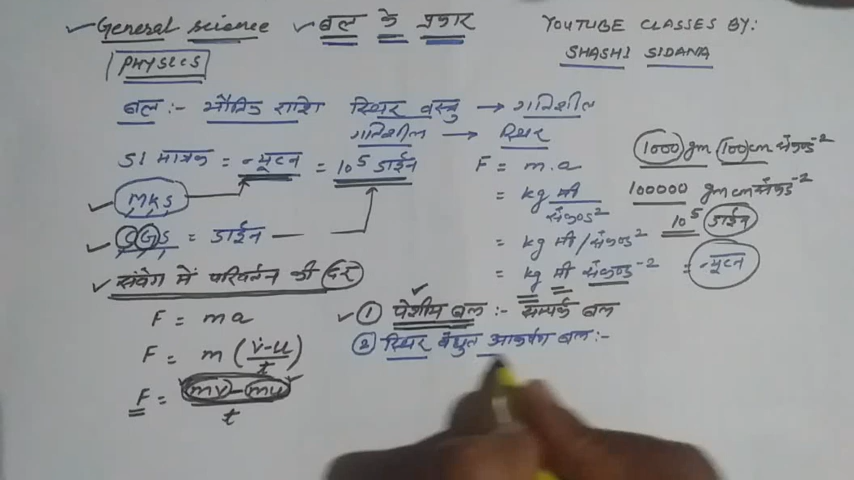 General science बल के प्रकार
YOUTUBE CLASSES BY:
SHASHI SIDANA
PHYSICS
बल :- भौतिक राशि स्थिर वस्तु → गतिशील
गतिशील → स्थिर
SI मात्रक = न्यूटन = 10⁵ डाईन
MKS
CGS = डाईन
संवेग में परिवर्तन की दर
F = ma
F = m (v-u/t)
F = mv-mu/t
F = m.a
= kg मी/सेंकण्ड²
= kg मी/सेंकण्ड²
= kg मी सेंकण्ड⁻² = न्यूटन
1000 gm 100 cm सेंकण्ड⁻²
100000 gm cm सेंकण्ड⁻²
10⁵ डाईन
① पेशीय बल :- सम्पर्क बल
② स्थिर वैधुत आकर्षण बल :-